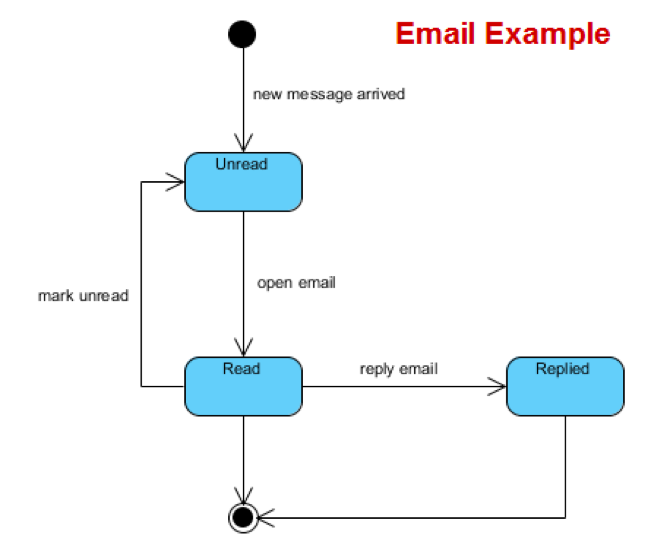 Email Example
new message arrived
Unread
open email
mark unread
Read
reply email
Replied